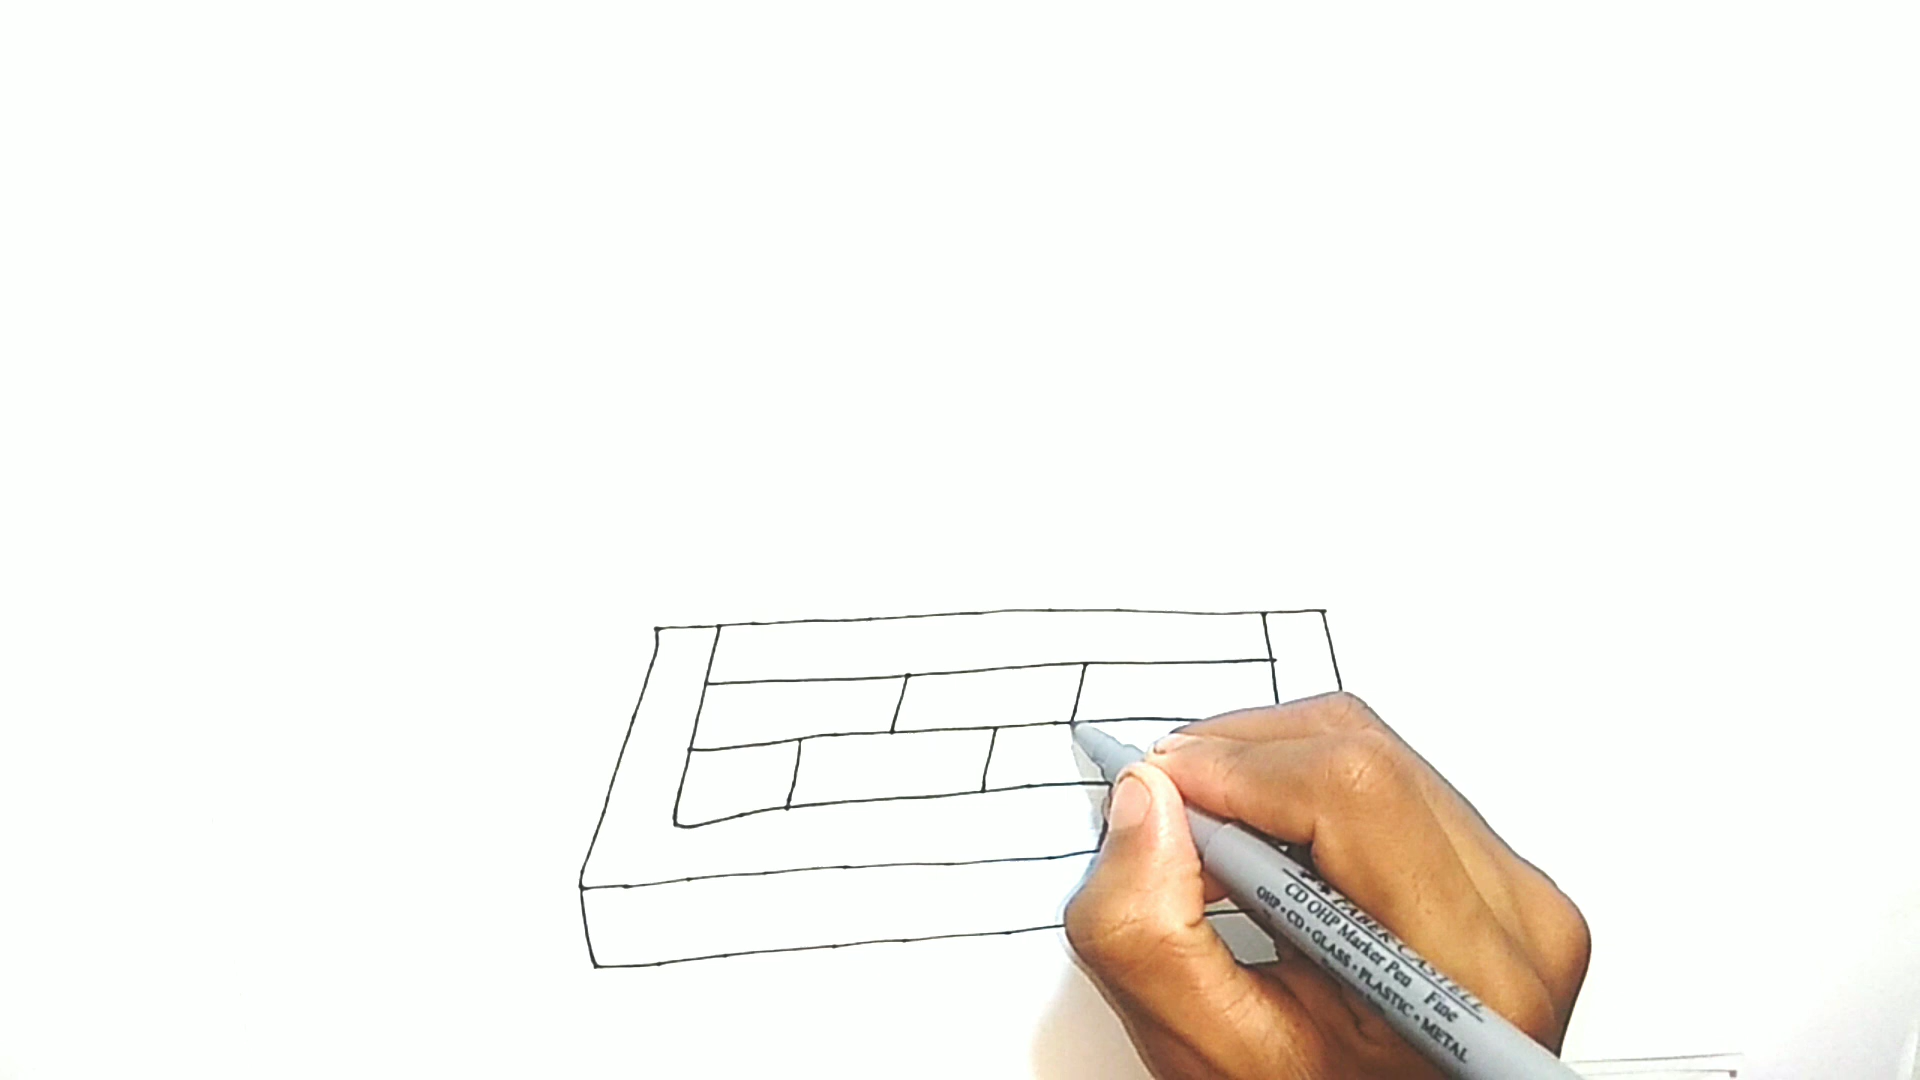 FABER-CASTELL
CD OHP Marker Pen Fine
OHP • CD • GLASS • PLASTIC • METAL